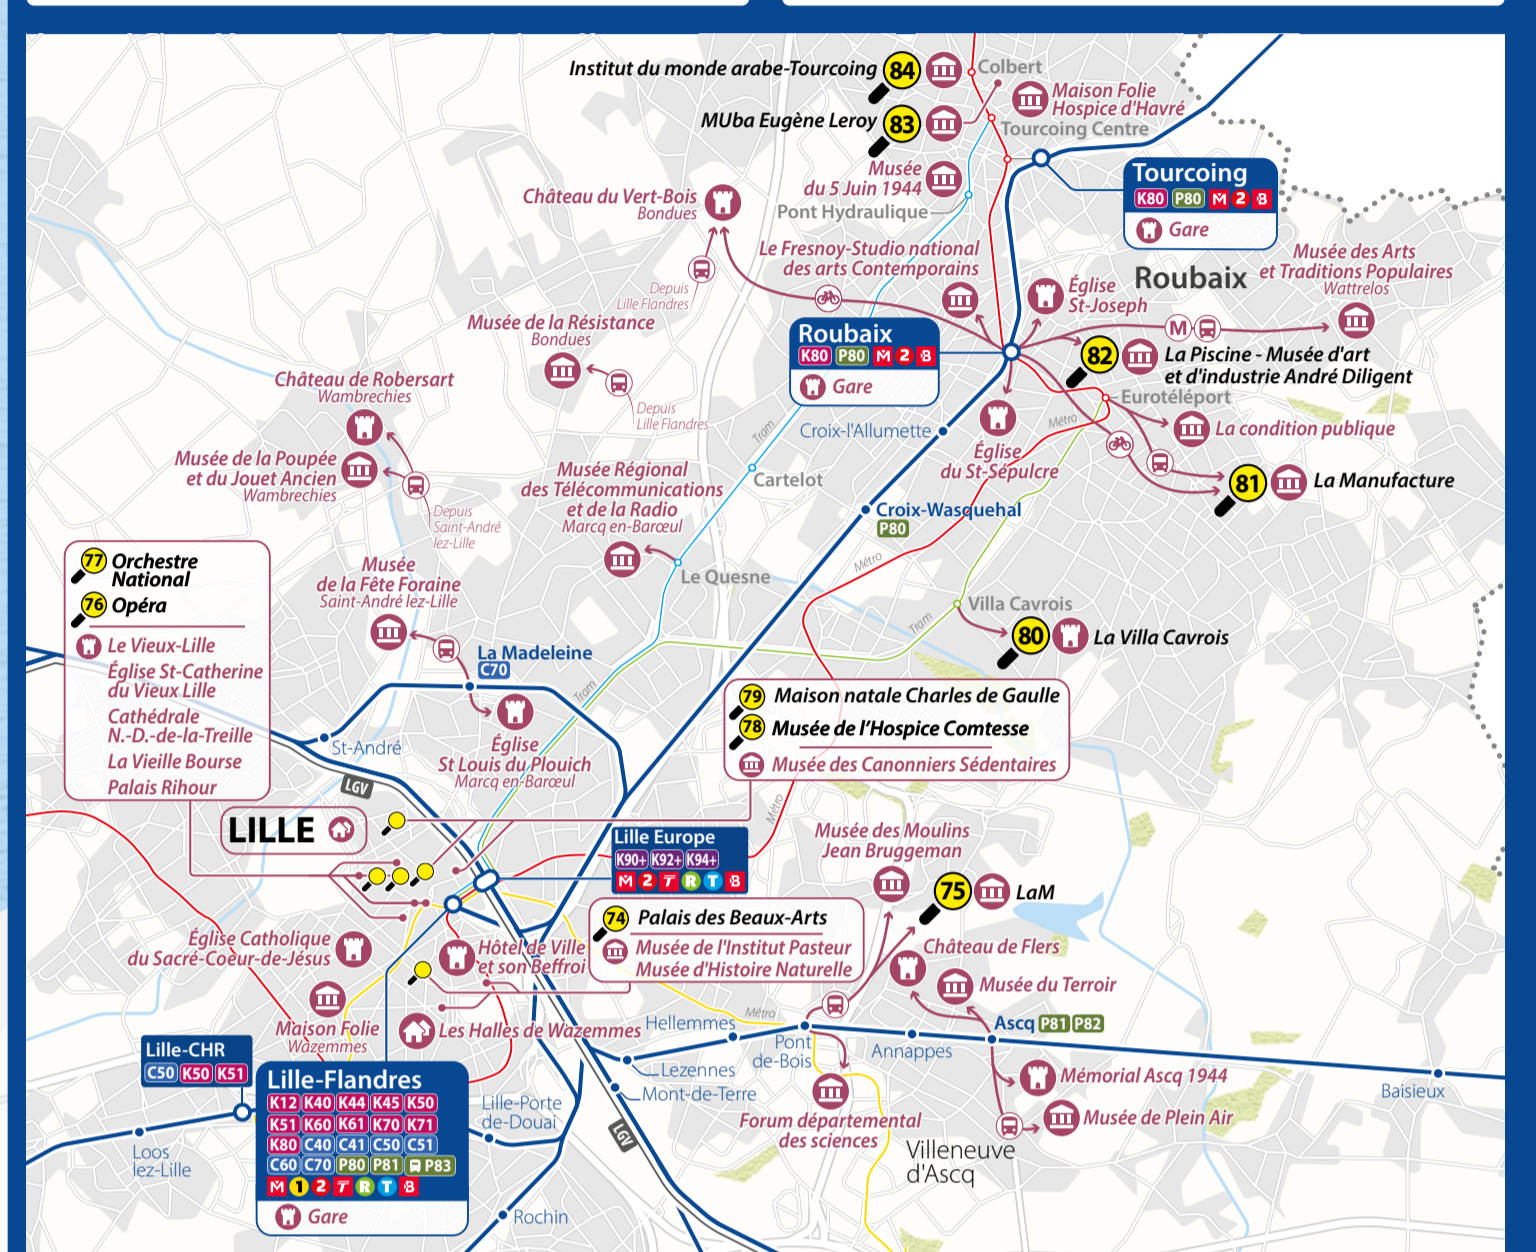 Institut du monde arabe-Tourcoing 84
Colbert
MUba Eugène Leroy 83
Maison Folie
Hospice d'Havré
Tourcoing Centre
Musée
du 5 Juin 1944
Pont Hydraulique
Tourcoing
K80 P80 M 2 B
Gare
Château du Vert-Bois
Bondues
Depuis
Lille Flandres
Le Fresnoy-Studio national
des arts Contemporains
Église
St-Joseph
Roubaix
Musée des Arts
et Traditions Populaires
Wattrelos
M
Musée de la Résistance
Bondues
Depuis
Lille Flandres
Roubaix
K80 P80 M 2 B
Gare
82 La Piscine - Musée d'art
et d'industrie André Diligent
Eurotéléport
Métro
La condition publique
Château de Robersart
Wambrechies
Musée de la Poupée
et du Jouet Ancien
Wambrechies
Depuis
Saint-André
lez-Lille
Tram
Croix-l'Allumette
Église
du St-Sépulcre
81 La Manufacture
Musée Régional
des Télécommunications
et de la Radio
Marcq en-Barœul
Cartelot
Croix-Wasquehal
P80
Le Quesne
Métro
77 Orchestre
National
76 Opéra
Le Vieux-Lille
Église St-Catherine
du Vieux Lille
Cathédrale
N.-D.-de-la-Treille
La Vieille Bourse
Palais Rihour
Musée
de la Fête Foraine
Saint-André lez-Lille
Villa Cavrois
Tram
80 La Villa Cavrois
La Madeleine
C70
Tram
79 Maison natale Charles de Gaulle
78 Musée de l'Hospice Comtesse
Musée des Canonniers Sédentaires
St-André
LGV
Église
St Louis du Plouich
Marcq en-Barœul
Métro
LILLE
Lille Europe
K90+ K92+ K94+
M 2 T R T B
Musée des Moulins
Jean Bruggeman
75 LaM
74 Palais des Beaux-Arts
Musée de l'Institut Pasteur
Musée d'Histoire Naturelle
Église Catholique
du Sacré-Coeur-de-Jésus
Hôtel de Ville
et son Beffroi
Château de Flers
Musée du Terroir
Maison Folie
Wazemmes
Les Halles de Wazemmes
Hellemmes
Métro
Pont
de-Bois
Annappes
Ascq P81 P82
Lille-CHR
C50 K50 K51
Lezennes
Mont-de-Terre
Mémorial Ascq 1944
Baisieux
Musée de Plein Air
Forum départemental
des sciences
Villeneuve
d'Ascq
Lille-Flandres
K12 K40 K44 K45 K50
K51 K60 K61 K70 K71
K80 C40 C41 C50 C51
C60 C70 P80 P81 P83
M 1 2 T R T B
Gare
Lille-Porte
de-Douai
LGV
Loos
lez-Lille
Rochin